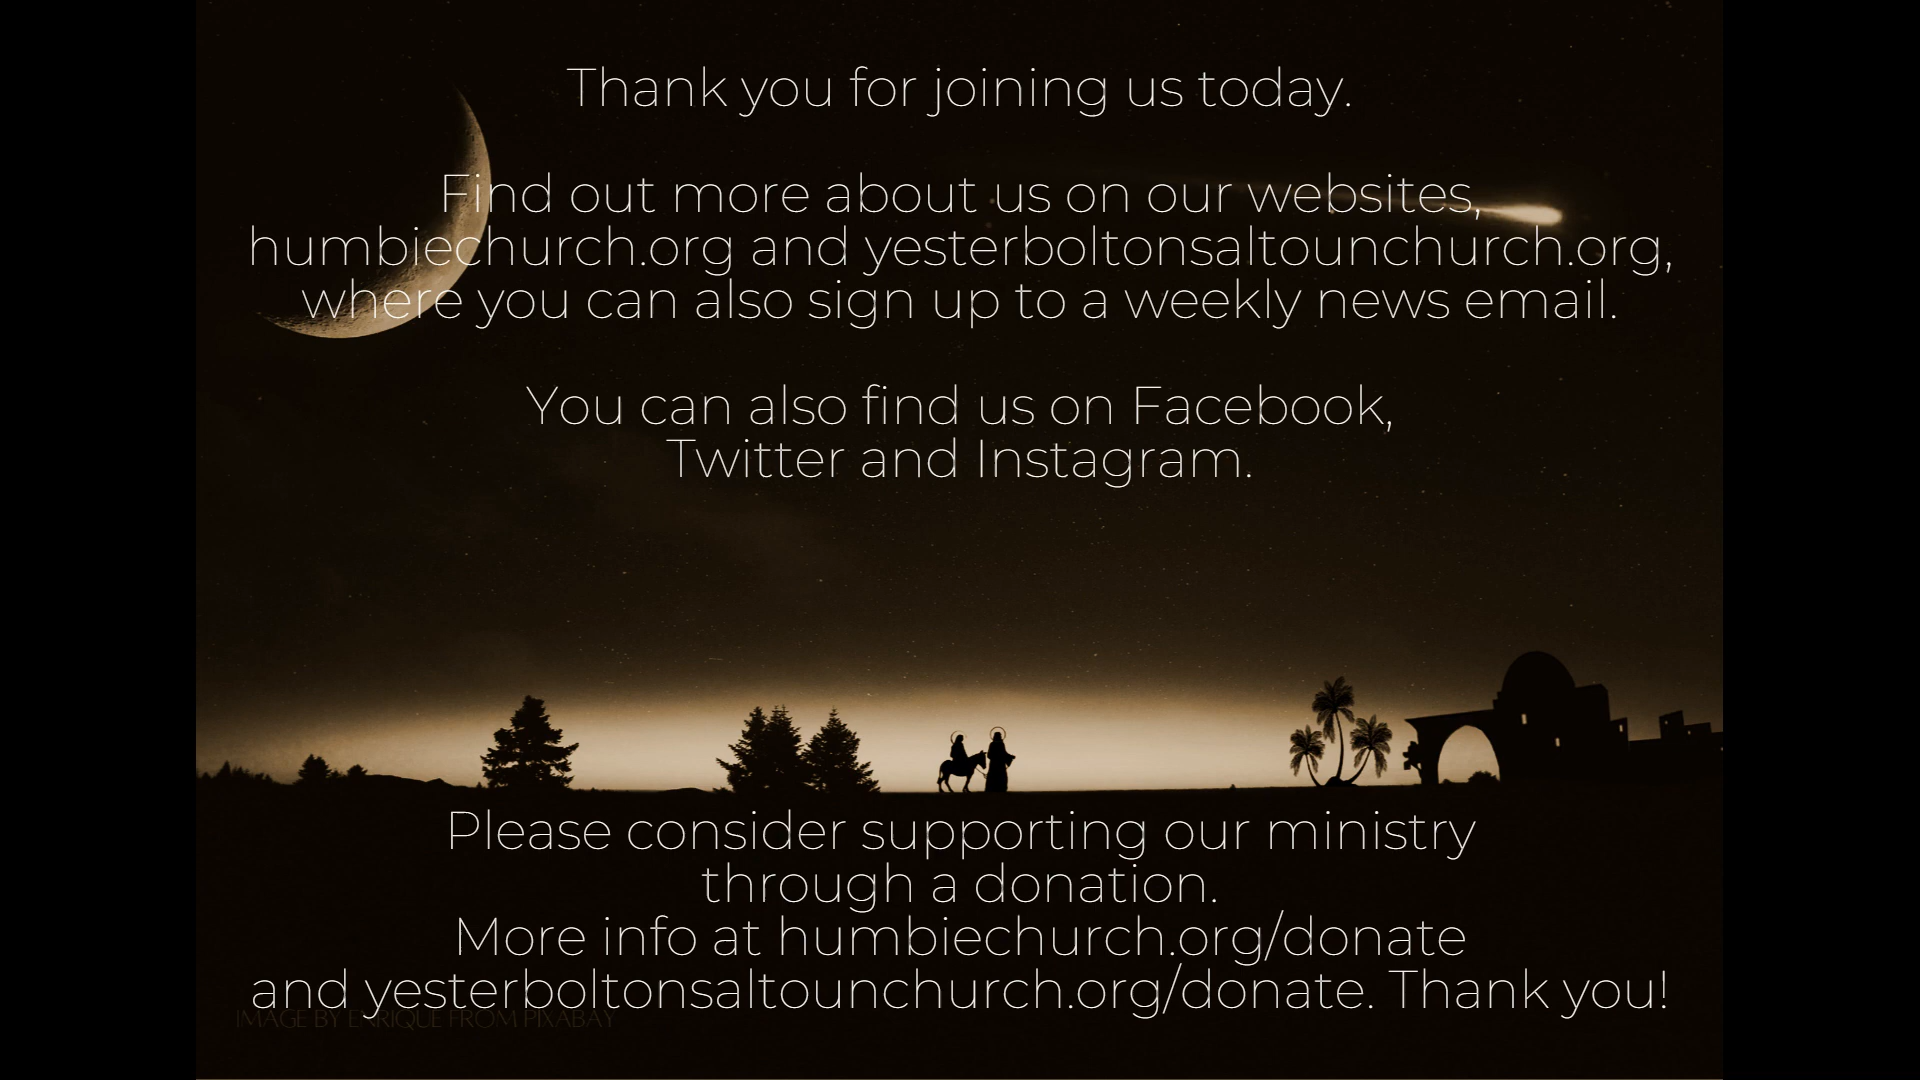 Thank you for joining us today.
Find out more about us on our websites,
humbiechurch.org and yesterboltonsaltounchurch.org,
where you can also sign up to a weekly news email.
You can also find us on Facebook,
Twitter and Instagram.
Please consider supporting our ministry
through a donation.
More info at humbiechurch.org/donate
and yesterboltonsaltounchurch.org/donate. Thank you!
IMAGE BY ENRIQUE FROM PIXABAY